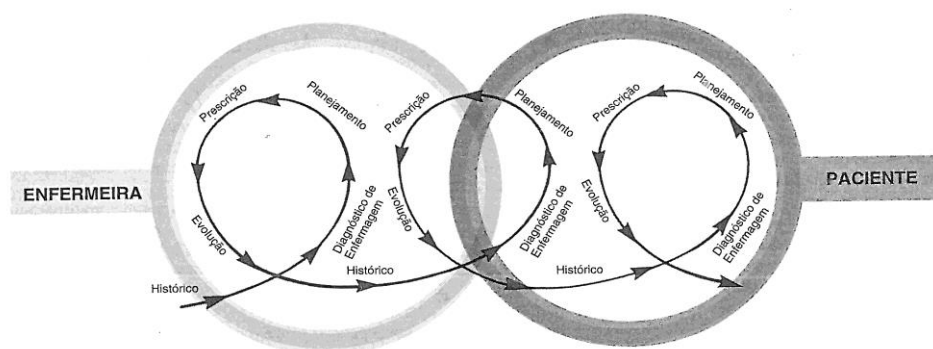 ENFERMEIRA
Histórico
Evolução
Prescrição
Planejamento
Diagnóstico de
Enfermagem
Histórico
Evolução
Prescrição
Planejamento
Diagnóstico de
Enfermagem
Histórico
Evolução
Prescrição
Planejamento
Diagnóstico de
Enfermagem
PACIENTE